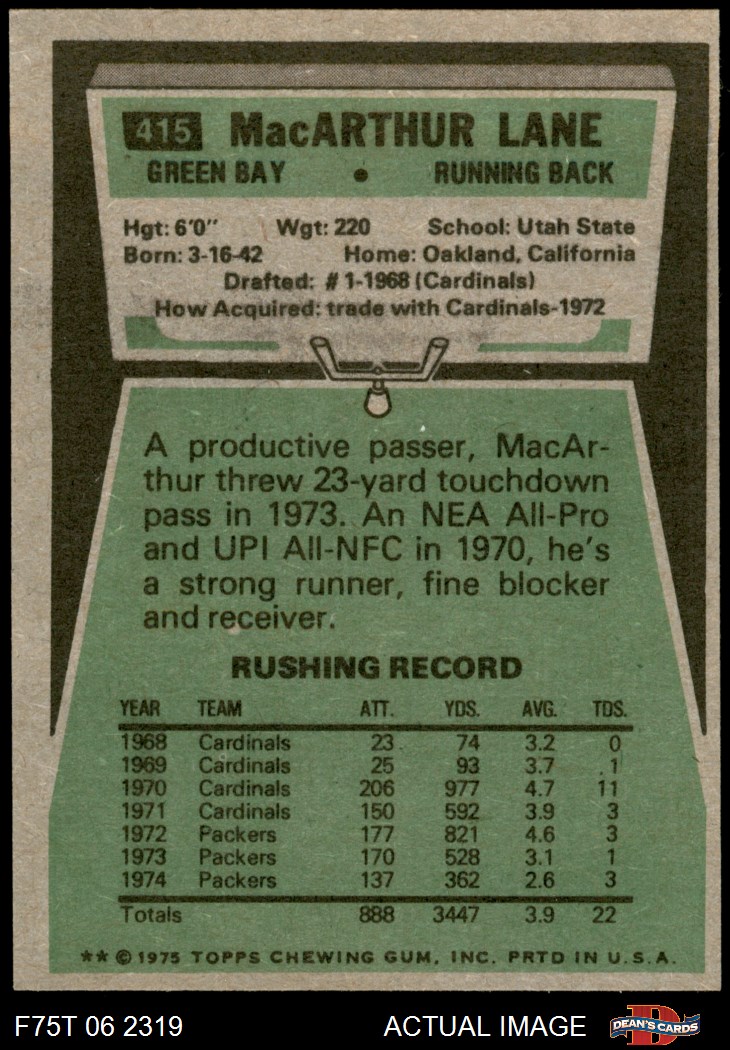 415 MacARTHUR LANE
GREEN BAY • RUNNING BACK
Hgt: 6'0" Wgt: 220 School: Utah State
Born: 3-16-42 Home: Oakland, California
Drafted: #1-1968 (Cardinals)
How Acquired: trade with Cardinals-1972
A productive passer, MacAr-
thur threw 23-yard touchdown
pass in 1973. An NEA All-Pro
and UPI All-NFC in 1970, he's
a strong runner, fine blocker
and receiver.
RUSHING RECORD
YEAR TEAM ATT. YDS. AVG. TDS.
1968 Cardinals 23 74 3.2 0
1969 Cardinals 25 93 3.7 1
1970 Cardinals 206 977 4.7 11
1971 Cardinals 150 592 3.9 3
1972 Packers 177 821 4.6 3
1973 Packers 170 528 3.1 1
1974 Packers 137 362 2.6 3
Totals 888 3447 3.9 22
** © 1975 TOPPS CHEWING GUM, INC. PRTD IN U.S.A.
F75T 06 2319 ACTUAL IMAGE D DEAN'S CARDS